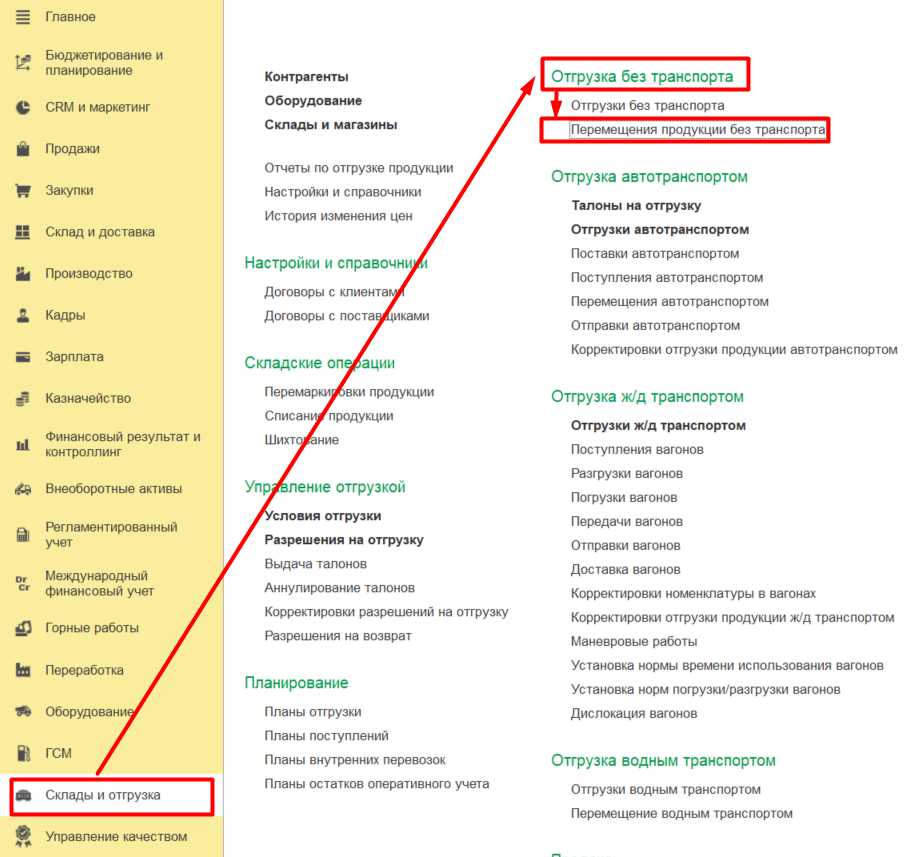 Главное
Бюджетирование и
планирование
CRM и маркетинг
Продажи
Закупки
Склад и доставка
Производство
Кадры
Зарплата
Казначейство
Финансовый результат и
контроллинг
Внеоборотные активы
Регламентированный
учет
Dr
Cr
Международный
финансовый учет
Горные работы
Переработка
Оборудование
ГСМ
Склады и отгрузка
Управление качеством
Контрагенты
Оборудование
Склады и магазины
Отчеты по отгрузке продукции
Настройки и справочники
История изменения цен
Настройки и справочники
Договоры с клиентами
Договоры с поставщиками
Складские операции
Перемаркировки продукции
Списание продукции
Шихтование
Управление отгрузкой
Условия отгрузки
Разрешения на отгрузку
Выдача талонов
Аннулирование талонов
Корректировки разрешений на отгрузку
Разрешения на возврат
Планирование
Планы отгрузки
Планы поступлений
Планы внутренних перевозок
Планы остатков оперативного учета
Отгрузка без транспорта
Отгрузки без транспорта
Перемещения продукции без транспорта
Отгрузка автотранспортом
Талоны на отгрузку
Отгрузки автотранспортом
Поставки автотранспортом
Поступления автотранспортом
Перемещения автотранспортом
Отправки автотранспортом
Корректировки отгрузки продукции автотранспортом
Отгрузка ж/д транспортом
Отгрузки ж/д транспортом
Поступления вагонов
Разгрузки вагонов
Погрузки вагонов
Передачи вагонов
Отправки вагонов
Доставка вагонов
Корректировки номенклатуры в вагонах
Корректировки отгрузки продукции ж/д транспортом
Маневровые работы
Установка нормы времени использования вагонов
Установка норм погрузки/разгрузки вагонов
Дислокация вагонов
Отгрузка водным транспортом
Отгрузки водным транспортом
Перемещение водным транспортом